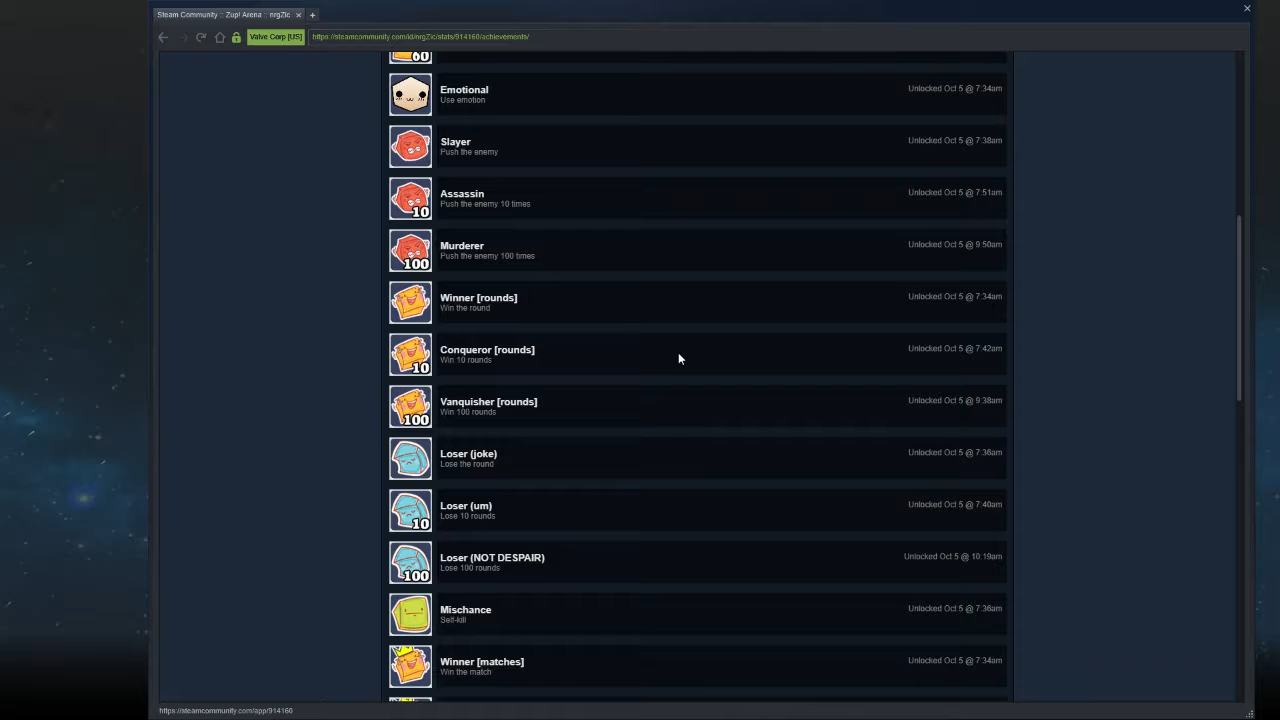 Steam Community :: Zup! Arena :: nrgZic
Valve Corp [US]
https://steamcommunity.com/id/nrgZic/stats/914160/achievements/
60
Emotional
Use emotion
Unlocked Oct 5 @ 7:34am
Slayer
Push the enemy
Unlocked Oct 5 @ 7:38am
Assassin
Push the enemy 10 times
10
Unlocked Oct 5 @ 7:51am
Murderer
Push the enemy 100 times
100
Unlocked Oct 5 @ 9:50am
Winner [rounds]
Win the round
Unlocked Oct 5 @ 7:34am
Conqueror [rounds]
Win 10 rounds
10
Unlocked Oct 5 @ 7:42am
Vanquisher [rounds]
Win 100 rounds
100
Unlocked Oct 5 @ 9:38am
Loser (joke)
Lose the round
Unlocked Oct 5 @ 7:36am
Loser (um)
Lose 10 rounds
10
Unlocked Oct 5 @ 7:40am
Loser (NOT DESPAIR)
Lose 100 rounds
100
Unlocked Oct 5 @ 10:19am
Mischance
Self-kill
Unlocked Oct 5 @ 7:36am
Winner [matches]
Win the match
Unlocked Oct 5 @ 7:34am
https://steamcommunity.com/app/914160